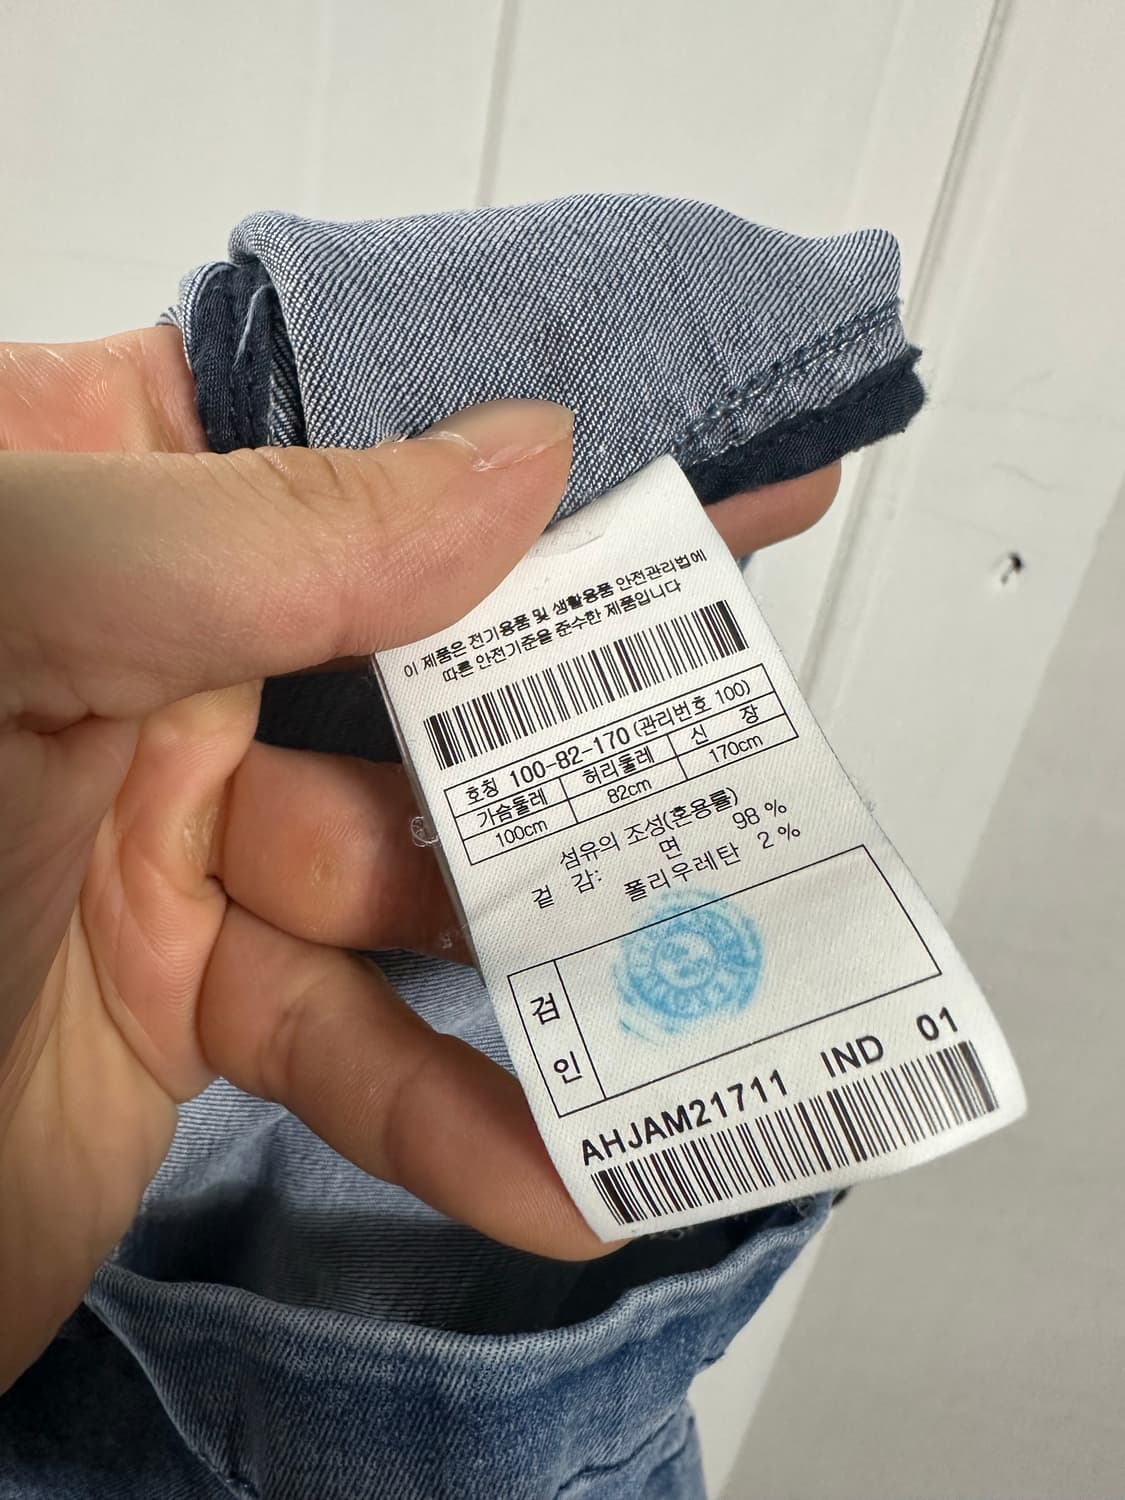 이 제품은 전기용품 및 생활용품 안전관리법에
따른 안전기준을 준수한 제품입니다
호칭 100-82-170 (관리번호 100)
가슴둘레 허리둘레 신 장
100cm 82cm 170cm
섬유의 조성(혼용률)
겉 감: 면 98 %
폴리우레탄 2 %
검
인
AHJAM21711 IND 01